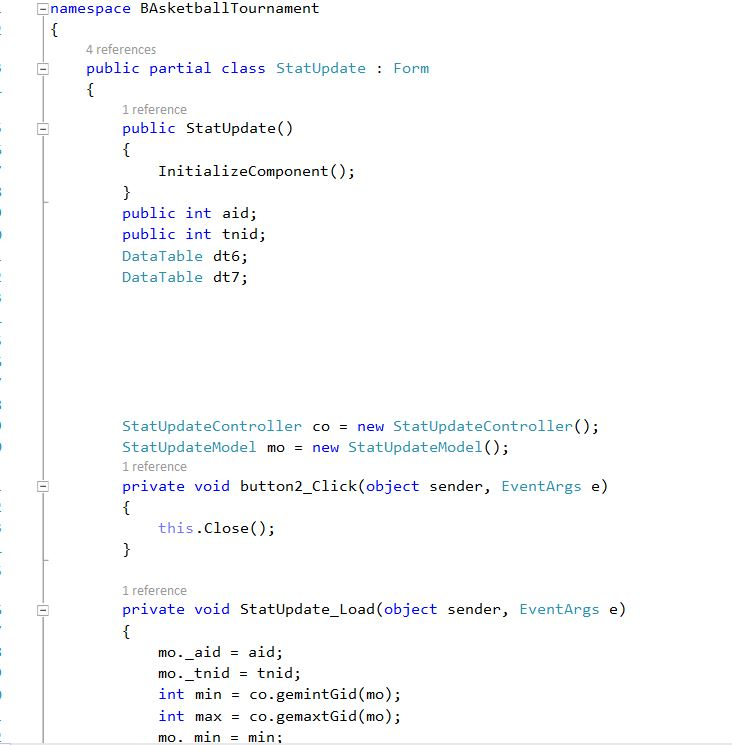 namespace BAsketballTournament
{
4 references
public partial class StatUpdate : Form
{
1 reference
public StatUpdate()
{
InitializeComponent();
}
public int aid;
public int tnid;
DataTable dt6;
DataTable dt7;
StatUpdateController co = new StatUpdateController();
StatUpdateModel mo = new StatUpdateModel();
1 reference
private void button2_Click(object sender, EventArgs e)
{
this.Close();
}
1 reference
private void StatUpdate_Load(object sender, EventArgs e)
{
mo._aid = aid;
mo._tnid = tnid;
int min = co.gemintGid(mo);
int max = co.gemaxtGid(mo);
mo._min = min;